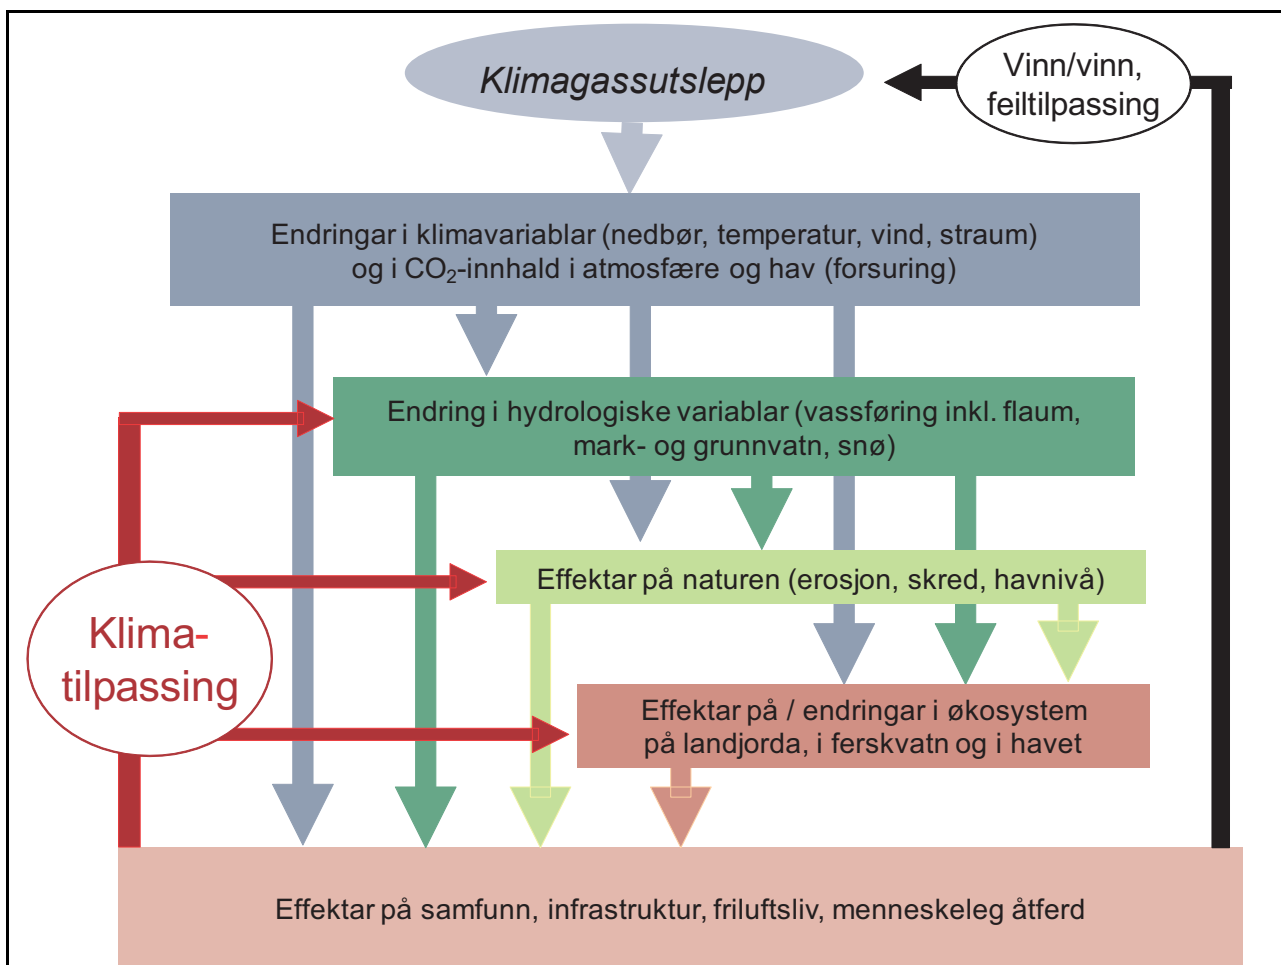 Klimagassutslepp
Vinn/vinn,
feiltilpassing
Endringar i klimavariablar (nedbør, temperatur, vind, straum)
og i CO₂-innhald i atmosfære og hav (forsuring)
Endring i hydrologiske variablar (vassføring inkl. flaum,
mark- og grunnvatn, snø)
Effektar på naturen (erosjon, skred, havnivå)
Klima-
tilpassing
Effektar på / endringar i økosystem
på landjorda, i ferskvatn og i havet
Effektar på samfunn, infrastruktur, friluftsliv, menneskeleg åtferd